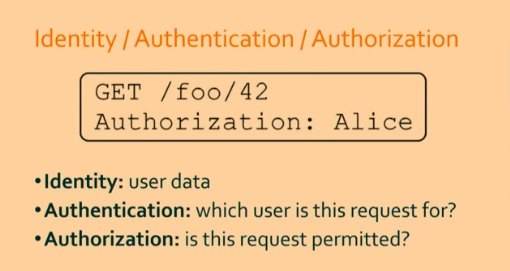 Identity / Authentication / Authorization
GET /foo/42
Authorization: Alice
• Identity: user data
• Authentication: which user is this request for?
• Authorization: is this request permitted?